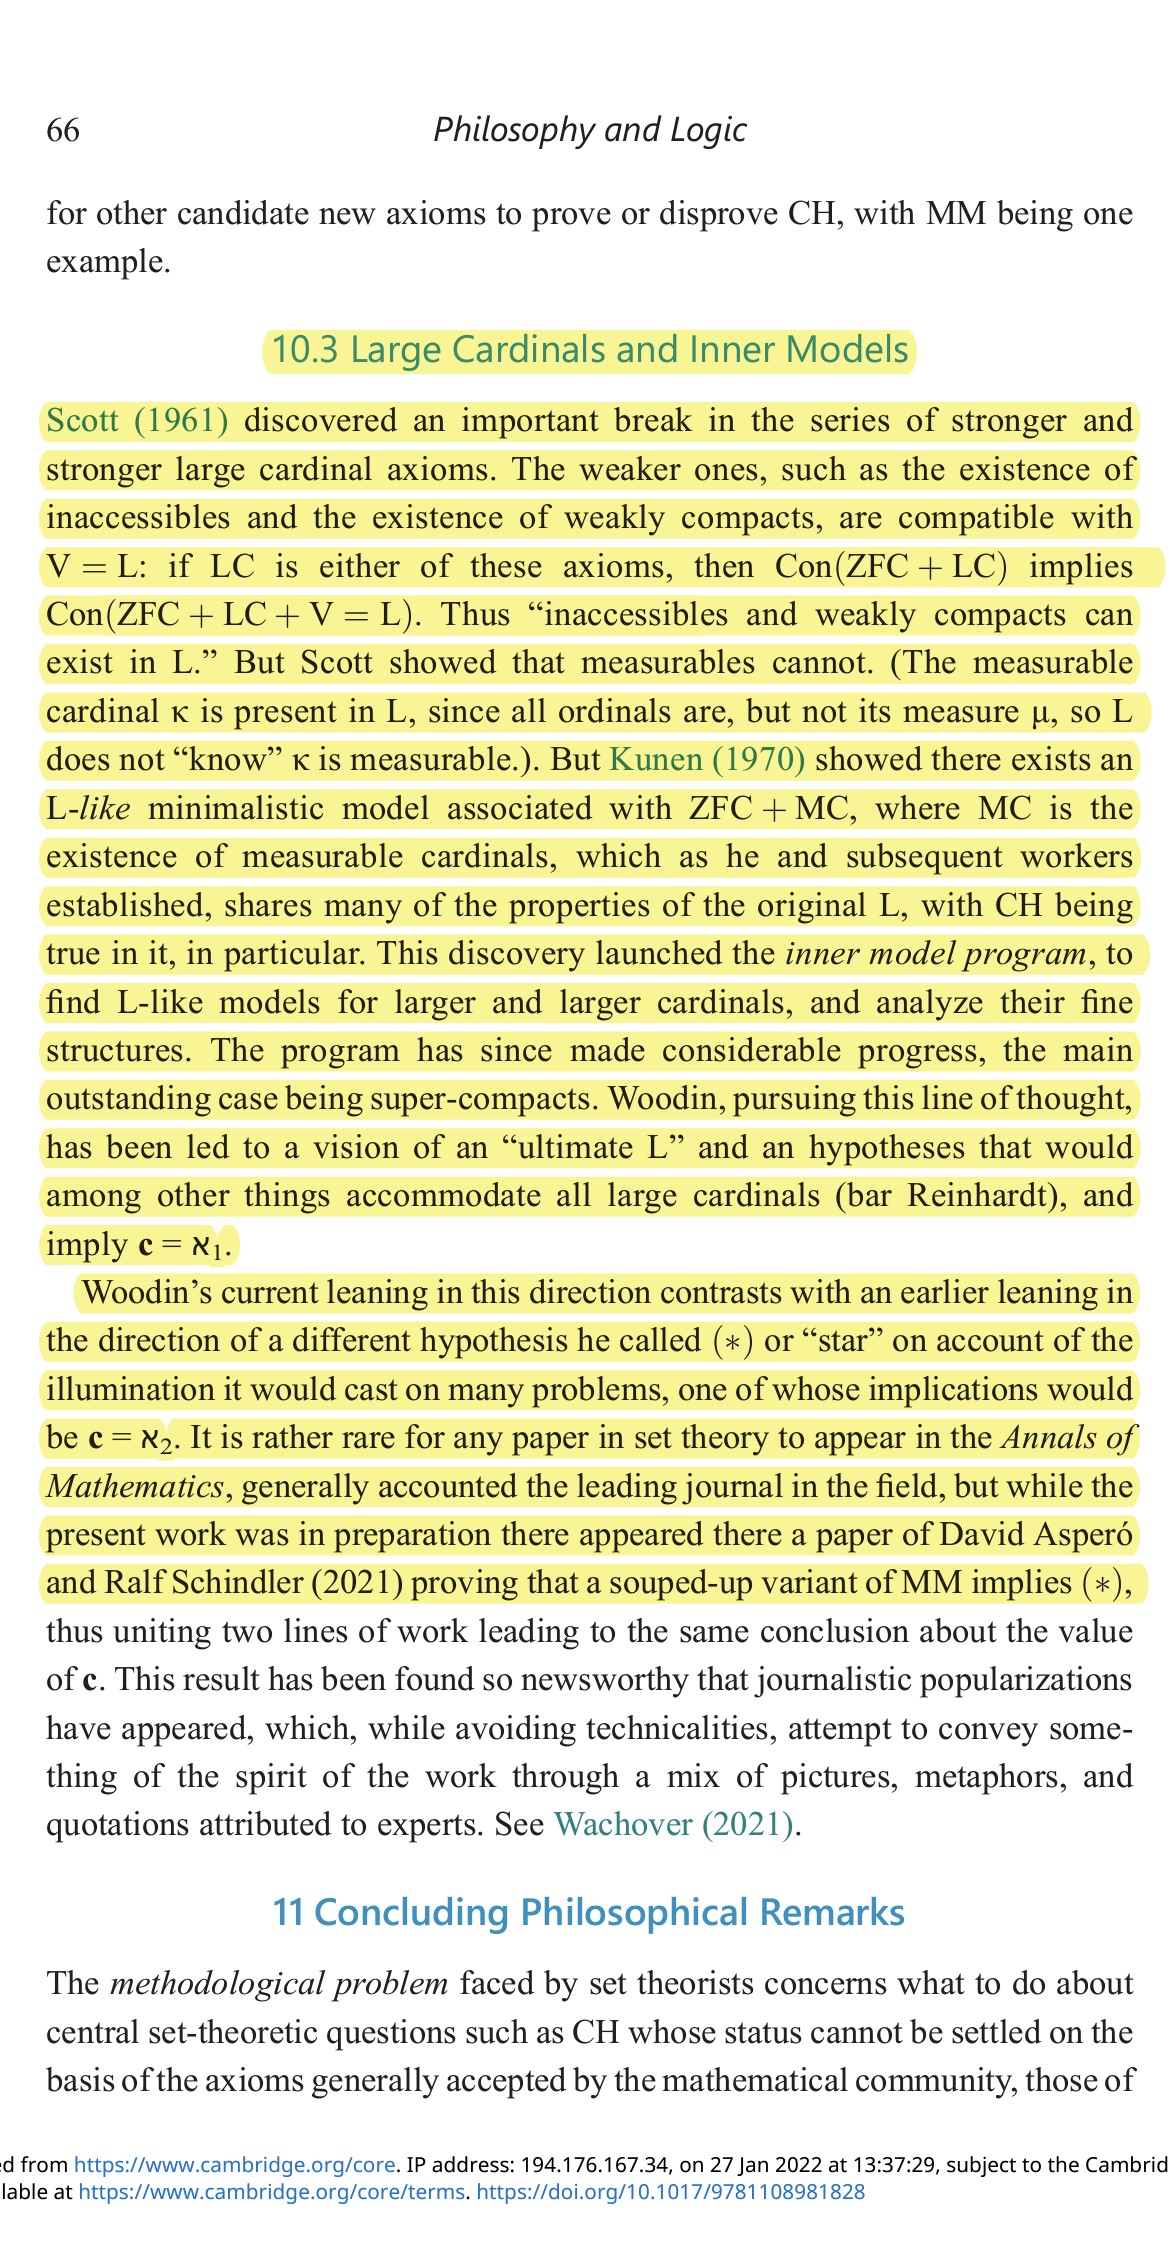 66
Philosophy and Logic
for other candidate new axioms to prove or disprove CH, with MM being one
example.
10.3 Large Cardinals and Inner Models
Scott (1961) discovered an important break in the series of stronger and
stronger large cardinal axioms. The weaker ones, such as the existence of
inaccessibles and the existence of weakly compacts, are compatible with
V = L: if LC is either of these axioms, then Con(ZFC + LC) implies
Con(ZFC + LC + V = L). Thus “inaccessibles and weakly compacts can
exist in L.” But Scott showed that measurables cannot. (The measurable
cardinal κ is present in L, since all ordinals are, but not its measure μ, so L
does not “know” κ is measurable.). But Kunen (1970) showed there exists an
L-like minimalistic model associated with ZFC + MC, where MC is the
existence of measurable cardinals, which as he and subsequent workers
established, shares many of the properties of the original L, with CH being
true in it, in particular. This discovery launched the inner model program, to
find L-like models for larger and larger cardinals, and analyze their fine
structures. The program has since made considerable progress, the main
outstanding case being super-compacts. Woodin, pursuing this line of thought,
has been led to a vision of an “ultimate L” and an hypotheses that would
among other things accommodate all large cardinals (bar Reinhardt), and
imply c = ℵ₁.
Woodin’s current leaning in this direction contrasts with an earlier leaning in
the direction of a different hypothesis he called (∗) or “star” on account of the
illumination it would cast on many problems, one of whose implications would
be c = ℵ₂. It is rather rare for any paper in set theory to appear in the Annals of
Mathematics, generally accounted the leading journal in the field, but while the
present work was in preparation there appeared there a paper of David Asperó
and Ralf Schindler (2021) proving that a souped-up variant of MM implies (∗),
thus uniting two lines of work leading to the same conclusion about the value
of c. This result has been found so newsworthy that journalistic popularizations
have appeared, which, while avoiding technicalities, attempt to convey some-
thing of the spirit of the work through a mix of pictures, metaphors, and
quotations attributed to experts. See Wachover (2021).
11 Concluding Philosophical Remarks
The methodological problem faced by set theorists concerns what to do about
central set-theoretic questions such as CH whose status cannot be settled on the
basis of the axioms generally accepted by the mathematical community, those of
ed from https://www.cambridge.org/core. IP address: 194.176.167.34, on 27 Jan 2022 at 13:37:29, subject to the Cambrid
lable at https://www.cambridge.org/core/terms. https://doi.org/10.1017/9781108981828